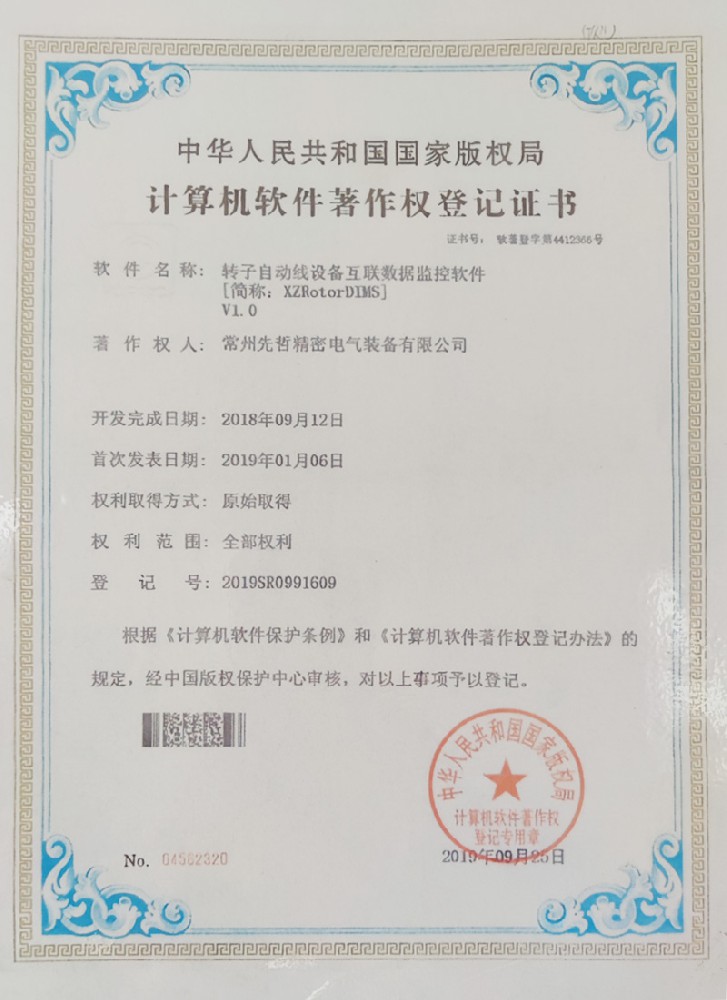 中华人民共和国国家版权局
计算机软件著作权登记证书
证书号： 软著登字第4412366号
软件名称： 转子自动线设备互联数据监控软件
[简称：XZRotorDIMS]
V1.0
著作权人： 常州先哲精密电气装备有限公司
开发完成日期： 2018年09月12日
首次发表日期： 2019年01月06日
权利取得方式： 原始取得
权利范围： 全部权利
登记号： 2019SR0991609
根据《计算机软件保护条例》和《计算机软件著作权登记办法》的
规定，经中国版权保护中心审核，对以上事项予以登记。
中华人民共和国国家版权局
计算机软件著作权
登记专用章
No. 04562320
2019年09月25日